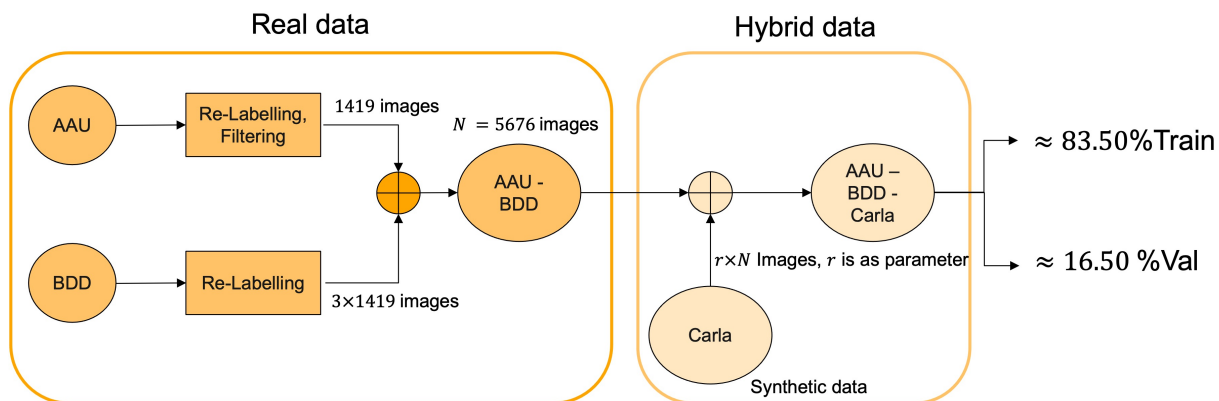 Real data
Hybrid data
AAU
Re-Labelling,
Filtering
1419 images
N = 5676 images
AAU -
BDD
BDD
Re-Labelling
3×1419 images
AAU –
BDD -
Carla
r×N Images, r is as parameter
Carla
Synthetic data
≈ 83.50%Train
≈ 16.50 %Val